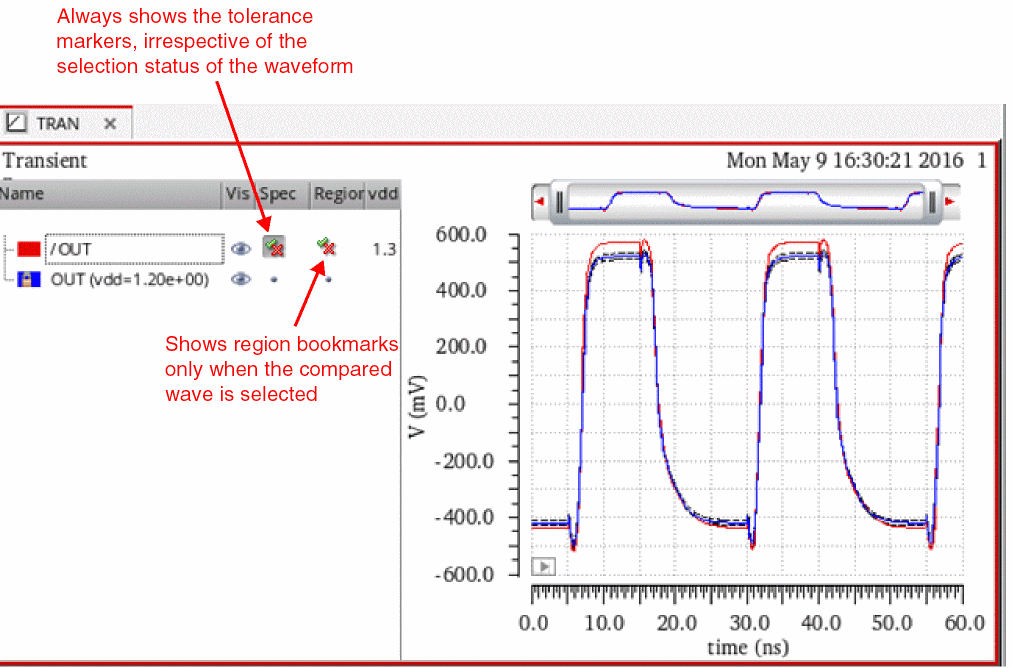 Always shows the tolerance
markers, irrespective of the
selection status of the waveform
TRAN
Transient
Mon May 9 16:30:21 2016 1
Name Vis Spec Region vdd
/OUT 1.3
OUT (vdd=1.20e+00)
Shows region bookmarks
only when the compared
wave is selected
V (mV)
600.0
400.0
200.0
0.0
-200.0
-400.0
-600.0
0.0 10.0 20.0 30.0 40.0 50.0 60.0
time (ns)